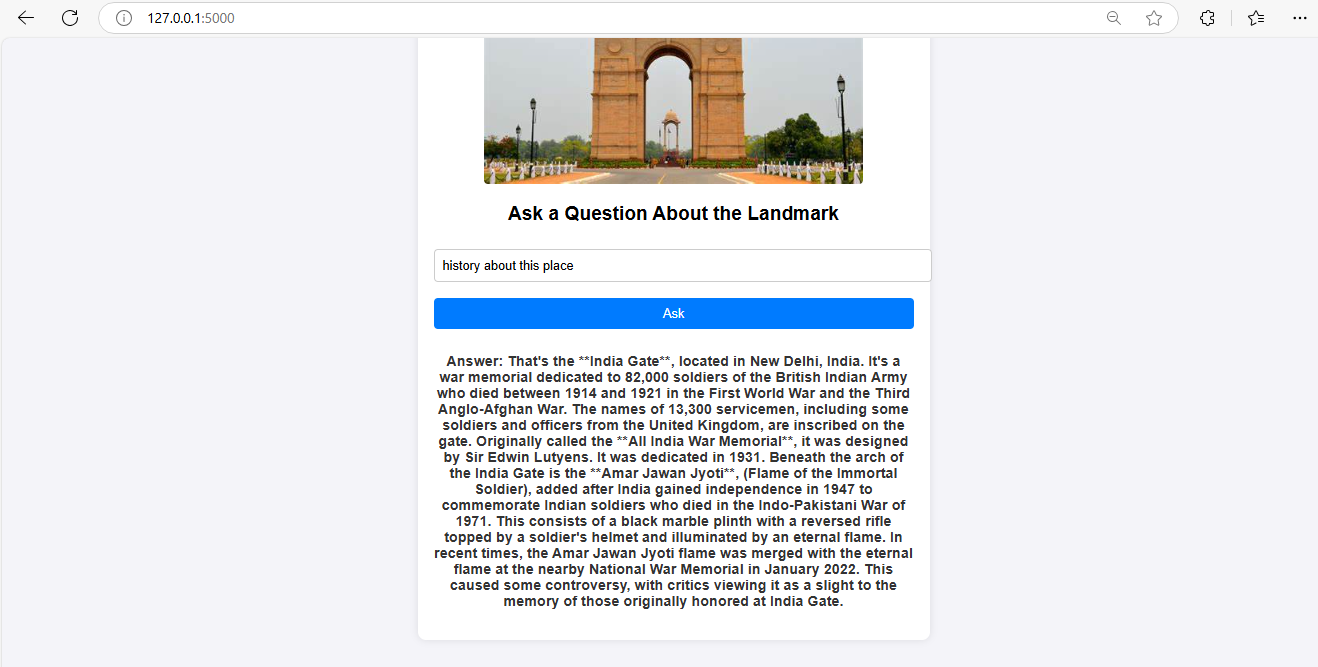 127.0.0.1:5000
Ask a Question About the Landmark
history about this place
Ask
Answer: That's the **India Gate**, located in New Delhi, India. It's a
war memorial dedicated to 82,000 soldiers of the British Indian Army
who died between 1914 and 1921 in the First World War and the Third
Anglo-Afghan War. The names of 13,300 servicemen, including some
soldiers and officers from the United Kingdom, are inscribed on the
gate. Originally called the **All India War Memorial**, it was designed
by Sir Edwin Lutyens. It was dedicated in 1931. Beneath the arch of
the India Gate is the **Amar Jawan Jyoti**, (Flame of the Immortal
Soldier), added after India gained independence in 1947 to
commemorate Indian soldiers who died in the Indo-Pakistani War of
1971. This consists of a black marble plinth with a reversed rifle
topped by a soldier's helmet and illuminated by an eternal flame. In
recent times, the Amar Jawan Jyoti flame was merged with the eternal
flame at the nearby National War Memorial in January 2022. This
caused some controversy, with critics viewing it as a slight to the
memory of those originally honored at India Gate.